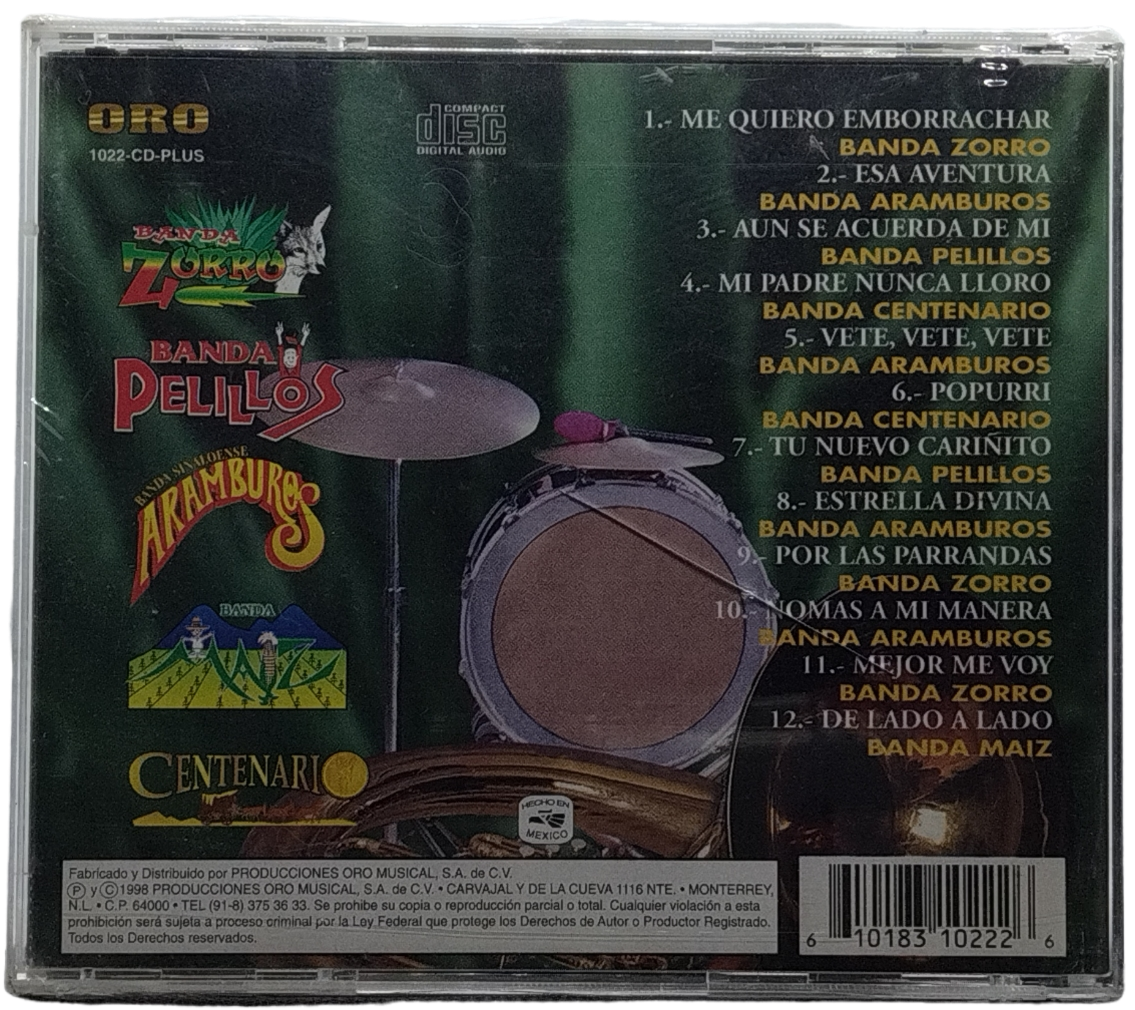 ORO
1022-CD-PLUS
COMPACT
disc
DIGITAL AUDIO
BANDA
ZORRO
BANDA
PELILLOS
BANDA SINALOENSE
ARAMBUROS
BANDA
MAIZ
CENTENARIO
1.- ME QUIERO EMBORRACHAR
BANDA ZORRO
2.- ESA AVENTURA
BANDA ARAMBUROS
3.- AUN SE ACUERDA DE MI
BANDA PELILLOS
4.- MI PADRE NUNCA LLORO
BANDA CENTENARIO
5.- VETE, VETE, VETE
BANDA ARAMBUROS
6.- POPURRI
BANDA CENTENARIO
7.- TU NUEVO CARIÑITO
BANDA PELILLOS
8.- ESTRELLA DIVINA
BANDA ARAMBUROS
9.- POR LAS PARRANDAS
BANDA ZORRO
10.- NOMAS A MI MANERA
BANDA ARAMBUROS
11.- MEJOR ME VOY
BANDA ZORRO
12.- DE LADO A LADO
BANDA MAIZ
HECHO EN
MEXICO
Fabricado y Distribuido por PRODUCCIONES ORO MUSICAL, S.A. de C.V.
Ⓟ y Ⓒ 1998 PRODUCCIONES ORO MUSICAL, S.A. de C.V. • CARVAJAL Y DE LA CUEVA 1116 NTE. • MONTERREY,
N.L. • C.P. 64000 • TEL (91-8) 375 36 33. Se prohibe su copia o reproducción parcial o total. Cualquier violación a esta
prohibición será sujeta a proceso criminal por la Ley Federal que protege los Derechos de Autor o Productor Registrado.
Todos los Derechos reservados.
6 10183 10222 6